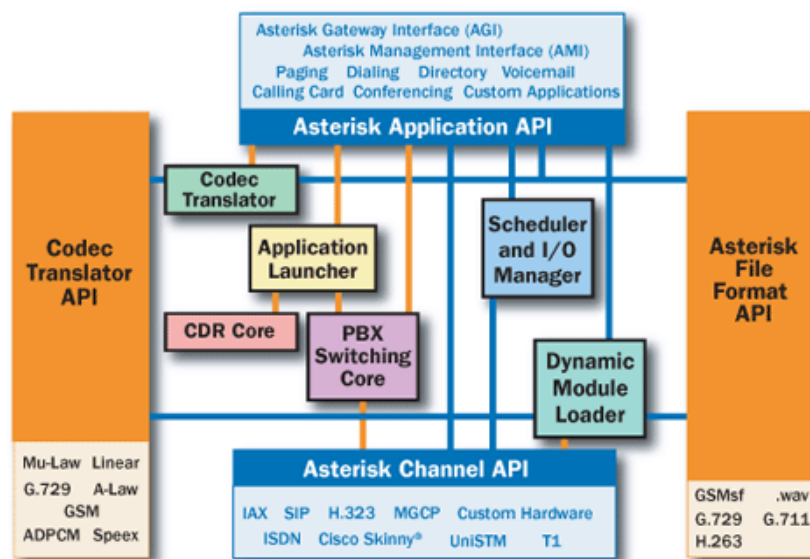 Asterisk Gateway Interface (AGI)
Asterisk Management Interface (AMI)
Paging Dialing Directory Voicemail
Calling Card Conferencing Custom Applications
Asterisk Application API
Codec
Translator
API
Mu-Law Linear
G.729 A-Law
GSM
ADPCM Speex
Codec
Translator
Application
Launcher
CDR Core
PBX
Switching
Core
Scheduler
and I/O
Manager
Dynamic
Module
Loader
Asterisk
File
Format
API
GSMsf .wav
G.729 G.711
H.263
Asterisk Channel API
IAX SIP H.323 MGCP Custom Hardware
ISDN Cisco Skinny® UniSTM T1